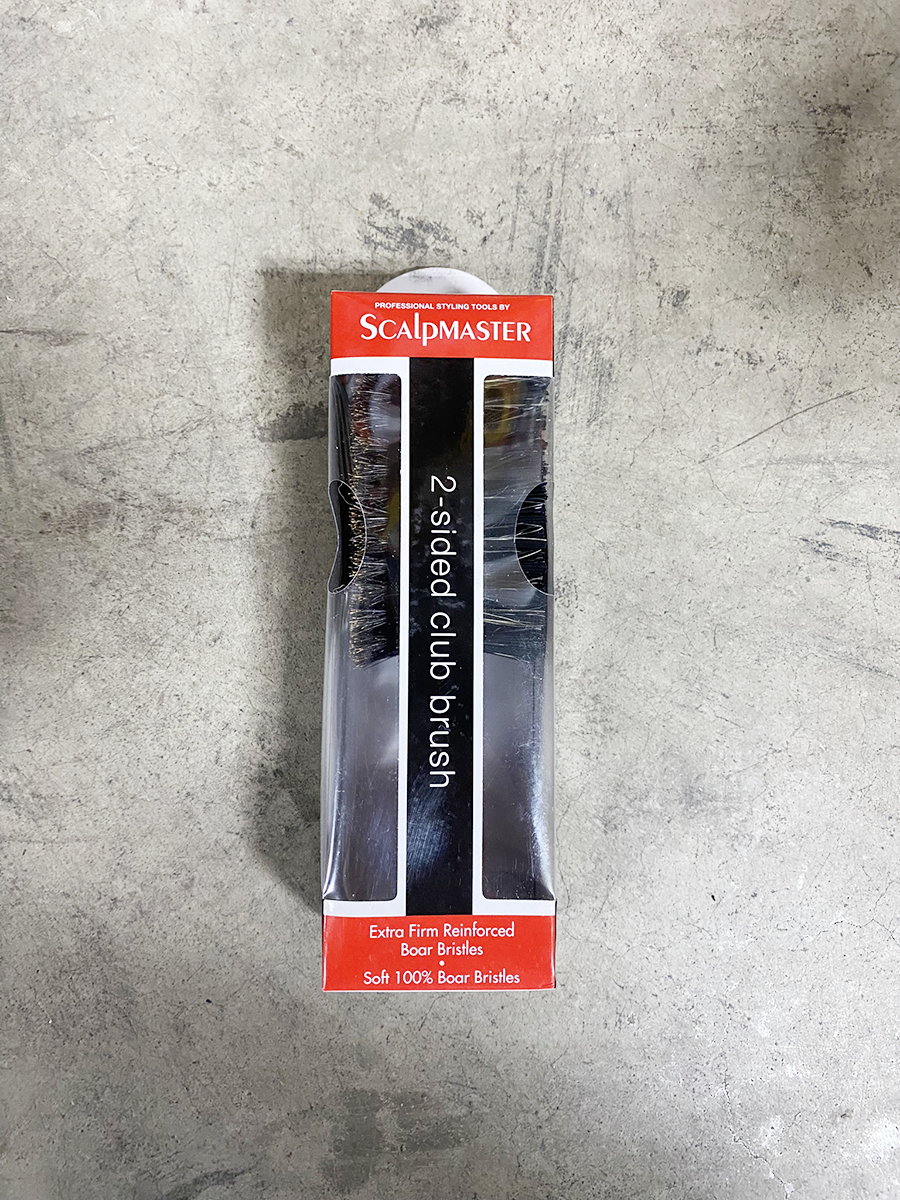 PROFESSIONAL STYLING TOOLS BY
SCAlpMASTER
2-sided club brush
Extra Firm Reinforced
Boar Bristles
•
Soft 100% Boar Bristles